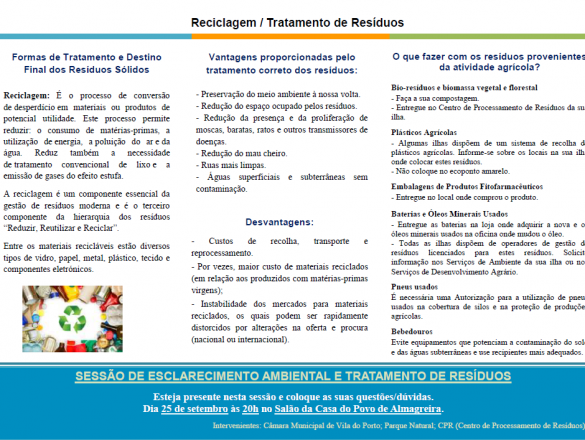 Reciclagem / Tratamento de Resíduos
Formas de Tratamento e Destino
Final dos Resíduos Sólidos
Reciclagem: É o processo de conversão
de desperdício em materiais ou produtos de
potencial utilidade. Este processo permite
reduzir: o consumo de matérias-primas, a
utilização de energia, a poluição do ar e da
água. Reduz também a necessidade
de tratamento convencional de lixo e a
emissão de gases do efeito estufa.
A reciclagem é um componente essencial da
gestão de resíduos moderna e é o terceiro
componente da hierarquia dos resíduos
“Reduzir, Reutilizar e Reciclar”.
Entre os materiais recicláveis estão diversos
tipos de vidro, papel, metal, plástico, tecido e
componentes eletrónicos.
Vantagens proporcionadas pelo
tratamento correto dos resíduos:
- Preservação do meio ambiente à nossa volta.
- Redução do espaço ocupado pelos resíduos.
- Redução da presença e da proliferação de
moscas, baratas, ratos e outros transmissores de
doenças.
- Redução do mau cheiro.
- Ruas mais limpas.
- Águas superficiais e subterrâneas sem
contaminação.
Desvantagens:
- Custos de recolha, transporte e
reprocessamento.
- Por vezes, maior custo de materiais reciclados
(em relação aos produzidos com matérias-primas
virgens);
- Instabilidade dos mercados para materiais
reciclados, os quais podem ser rapidamente
distorcidos por alterações na oferta e procura
(nacional ou internacional).
O que fazer com os resíduos provenientes
da atividade agrícola?
Bio-resíduos e biomassa vegetal e florestal
- Faça a sua compostagem.
- Entregue no Centro de Processamento de Resíduos da su
ilha.
Plásticos Agrícolas
- Algumas ilhas dispõem de um sistema de recolha d
plásticos agrícolas. Informe-se sobre os locais na sua ilh
onde colocar estes resíduos.
- Não coloque no ecoponto amarelo.
Embalagens de Produtos Fitofarmacêuticos
- Entregue no local onde comprou o produto.
Baterias e Óleos Minerais Usados
- Entregue as baterias na loja onde adquirir a nova e o
óleos minerais usados na oficina onde mudou o óleo.
- Todas as ilhas dispõem de operadores de gestão d
resíduos licenciados para estes resíduos. Solicit
informação nos Serviços de Ambiente da sua ilha ou no
Serviços de Desenvolvimento Agrário.
Pneus usados
É necessária uma Autorização para a utilização de pneu
usados na cobertura de silos e na proteção de produçõe
agrícolas.
Bebedouros
Evite equipamentos que potenciam a contaminação do sol
e das águas subterrâneas e use recipientes mais adequados.
SESSÃO DE ESCLARECIMENTO AMBIENTAL E TRATAMENTO DE RESÍDUOS
Esteja presente nesta sessão e coloque as suas questões/dúvidas.
Dia 25 de setembro às 20h no Salão da Casa do Povo de Almagreira.
Intervenientes: Câmara Municipal de Vila do Porto; Parque Natural; CPR (Centro de Processamento de Resíduos)